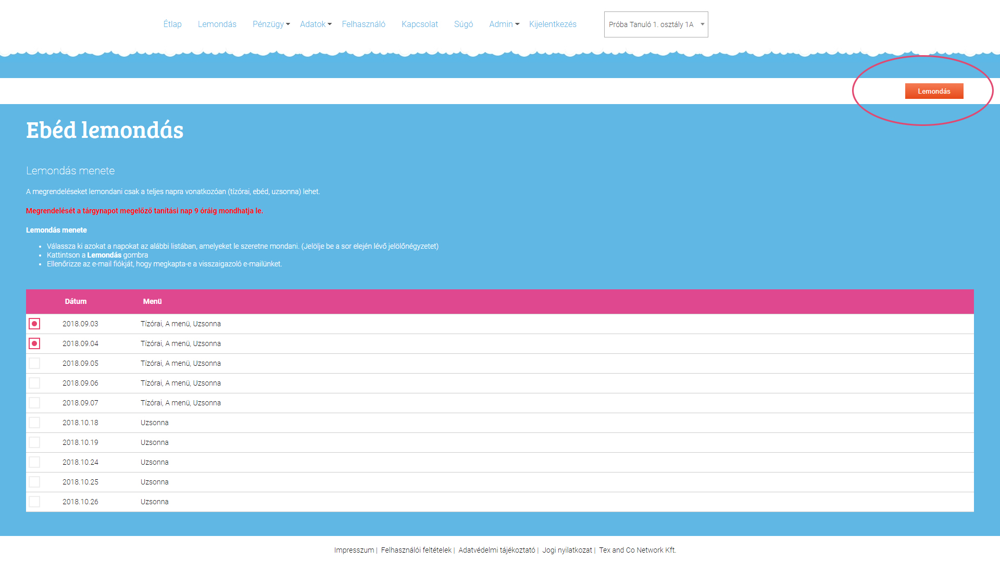 Étlap Lemondás Pénzügy Adatok Felhasználó Kapcsolat Súgó Admin Kijelentkezés Próba Tanuló 1. osztály 1A
Lemondás
Ebéd lemondás
Lemondás menete
A megrendeléseket lemondani csak a teljes napra vonatkozóan (tízórai, ebéd, uzsonna) lehet.
Megrendelését a tárgynapot megelőző tanítási nap 9 óráig mondhatja le.
Lemondás menete
• Válassza ki azokat a napokat az alábbi listában, amelyeket le szeretne mondani. (Jelölje be a sor elején lévő jelölőnégyzetet)
• Kattintson a Lemondás gombra
• Ellenőrizze az e-mail fiókját, hogy megkapta-e a visszaigazoló e-mailünket.
Dátum Menü
2018.09.03 Tízórai, A menü, Uzsonna
2018.09.04 Tízórai, A menü, Uzsonna
2018.09.05 Tízórai, A menü, Uzsonna
2018.09.06 Tízórai, A menü, Uzsonna
2018.09.07 Tízórai, A menü, Uzsonna
2018.10.18 Uzsonna
2018.10.19 Uzsonna
2018.10.24 Uzsonna
2018.10.25 Uzsonna
2018.10.26 Uzsonna
Impresszum | Felhasználói feltételek | Adatvédelmi tájékoztató | Jogi nyilatkozat | Tex and Co Network Kft.